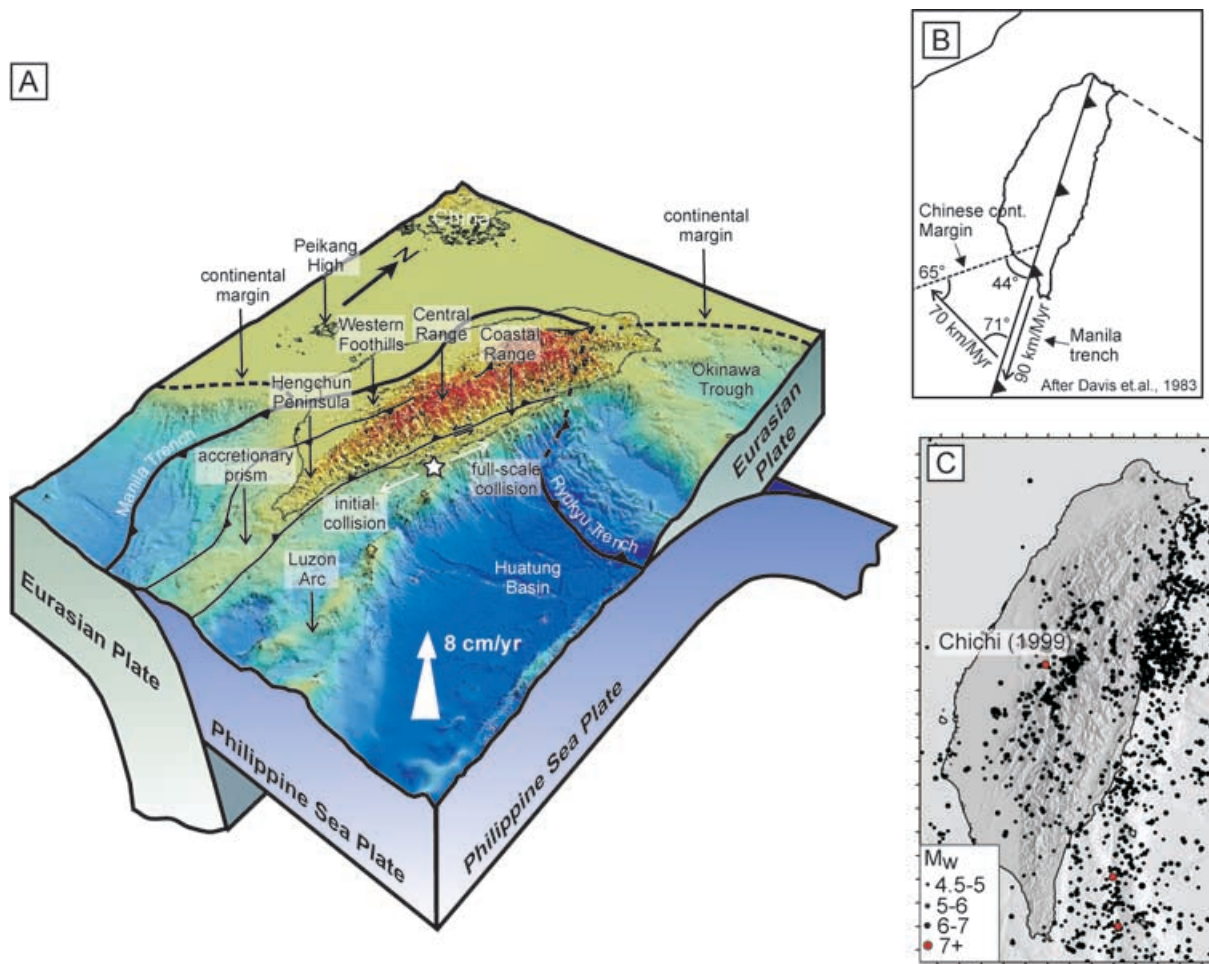 A
China
Peikang
High
N
continental
margin
continental
margin
Western
Foothills
Central
Range
Coastal
Range
Hengchun
Peninsula
Okinawa
Trough
Manila Trench
accretionary
prism
full-scale
collision
initial-
collision
Ryukyu Trench
Luzon
Arc
Huatung
Basin
8 cm/yr
Eurasian
Plate
Eurasian Plate
Philippine Sea Plate
Philippine Sea Plate
B
Chinese cont.
Margin
65°
44°
70 km/Myr
71°
90 km/Myr
Manila
trench
After Davis et.al., 1983
C
Chichi (1999)
Mw
4.5-5
5-6
6-7
7+